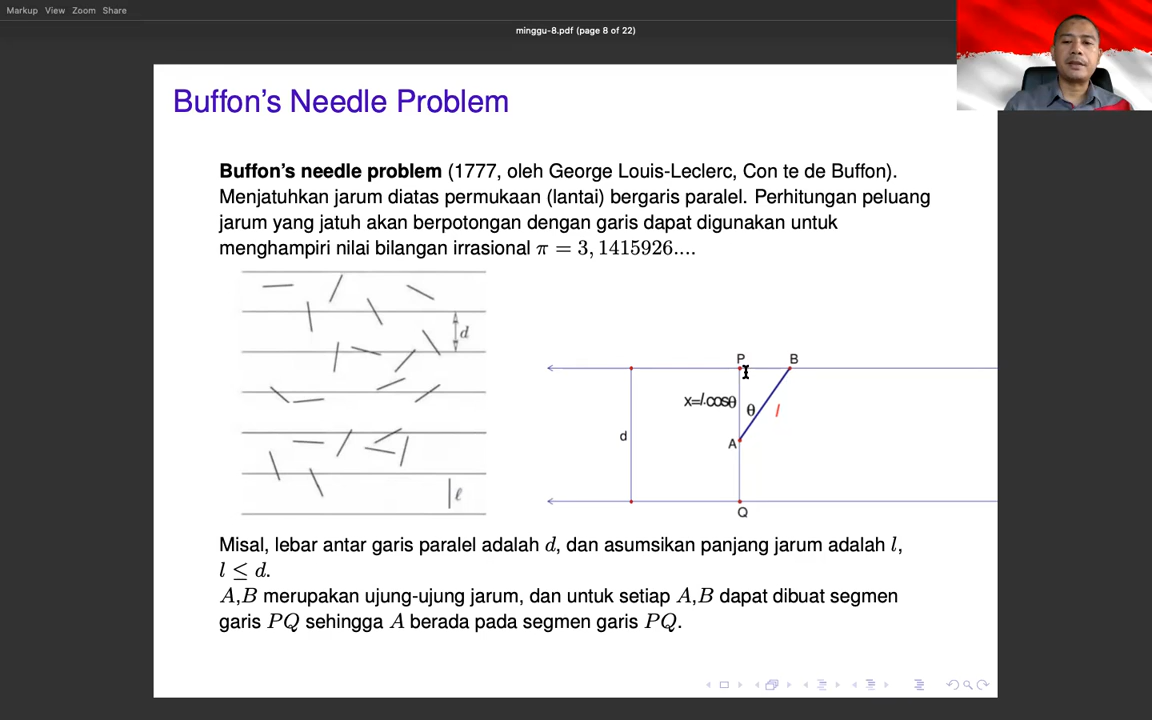 Markup View Zoom Share
minggu-8.pdf (page 8 of 22)
Buffon's Needle Problem
Buffon's needle problem (1777, oleh George Louis-Leclerc, Con te de Buffon).
Menjatuhkan jarum diatas permukaan (lantai) bergaris paralel. Perhitungan peluang
jarum yang jatuh akan berpotongan dengan garis dapat digunakan untuk
menghampiri nilai bilangan irrasional π = 3, 1415926....
d
ℓ
P
B
x=l.cosθ
θ
l
d
A
Q
Misal, lebar antar garis paralel adalah d, dan asumsikan panjang jarum adalah l,
l ≤ d.
A,B merupakan ujung-ujung jarum, dan untuk setiap A,B dapat dibuat segmen
garis PQ sehingga A berada pada segmen garis PQ.